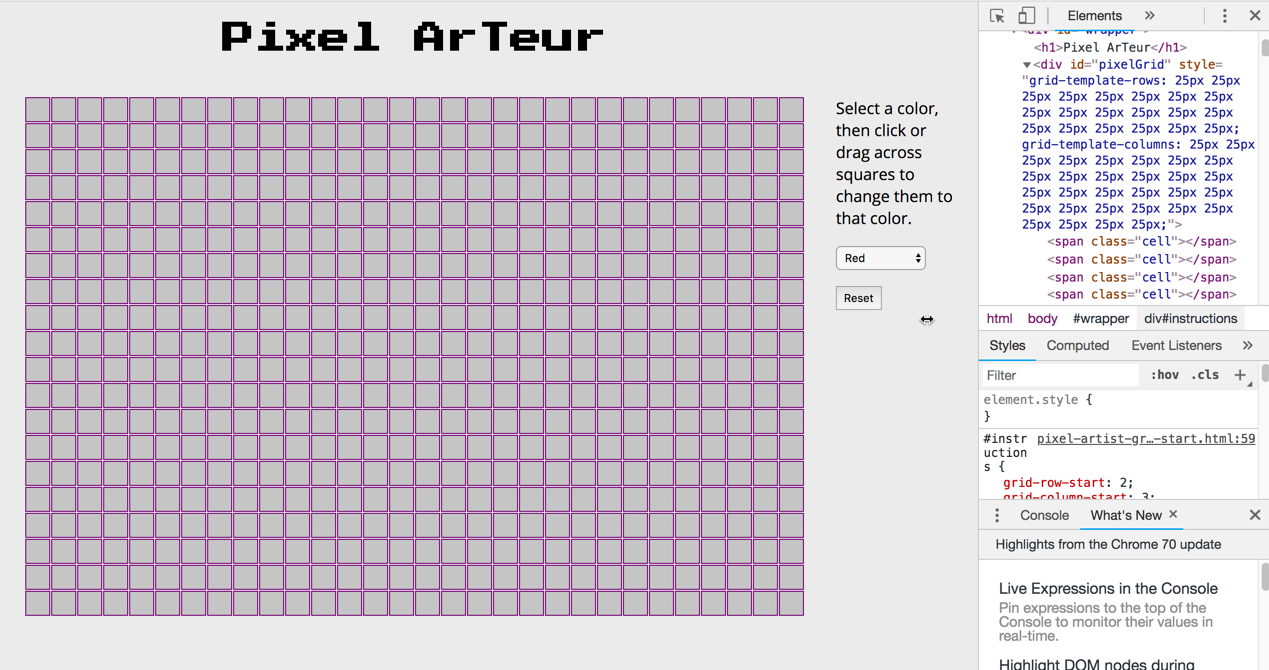 Pixel ArTeur
Select a color,
then click or
drag across
squares to
change them to
that color.
Red
Reset
Elements
<div id="wrapper">
<h1>Pixel ArTeur</h1>
▼<div id="pixelGrid" style=
"grid-template-rows: 25px 25px
25px 25px 25px 25px 25px 25px
25px 25px 25px 25px 25px 25px
25px 25px 25px 25px 25px 25px;
grid-template-columns: 25px 25px
25px 25px 25px 25px 25px 25px
25px 25px 25px 25px 25px 25px
25px 25px 25px 25px 25px 25px
25px 25px 25px 25px 25px 25px
25px 25px 25px 25px;">
<span class="cell"></span>
<span class="cell"></span>
<span class="cell"></span>
<span class="cell"></span>
html body #wrapper div#instructions
Styles Computed Event Listeners »
Filter :hov .cls +
element.style {
}
#instr pixel-artist-gr…-start.html:59
uction
s {
grid-row-start: 2;
grid-column-start: 3;
Console What's New ×
Highlights from the Chrome 70 update
Live Expressions in the Console
Pin expressions to the top of the
Console to monitor their values in
real-time.
Highlight DOM nodes during